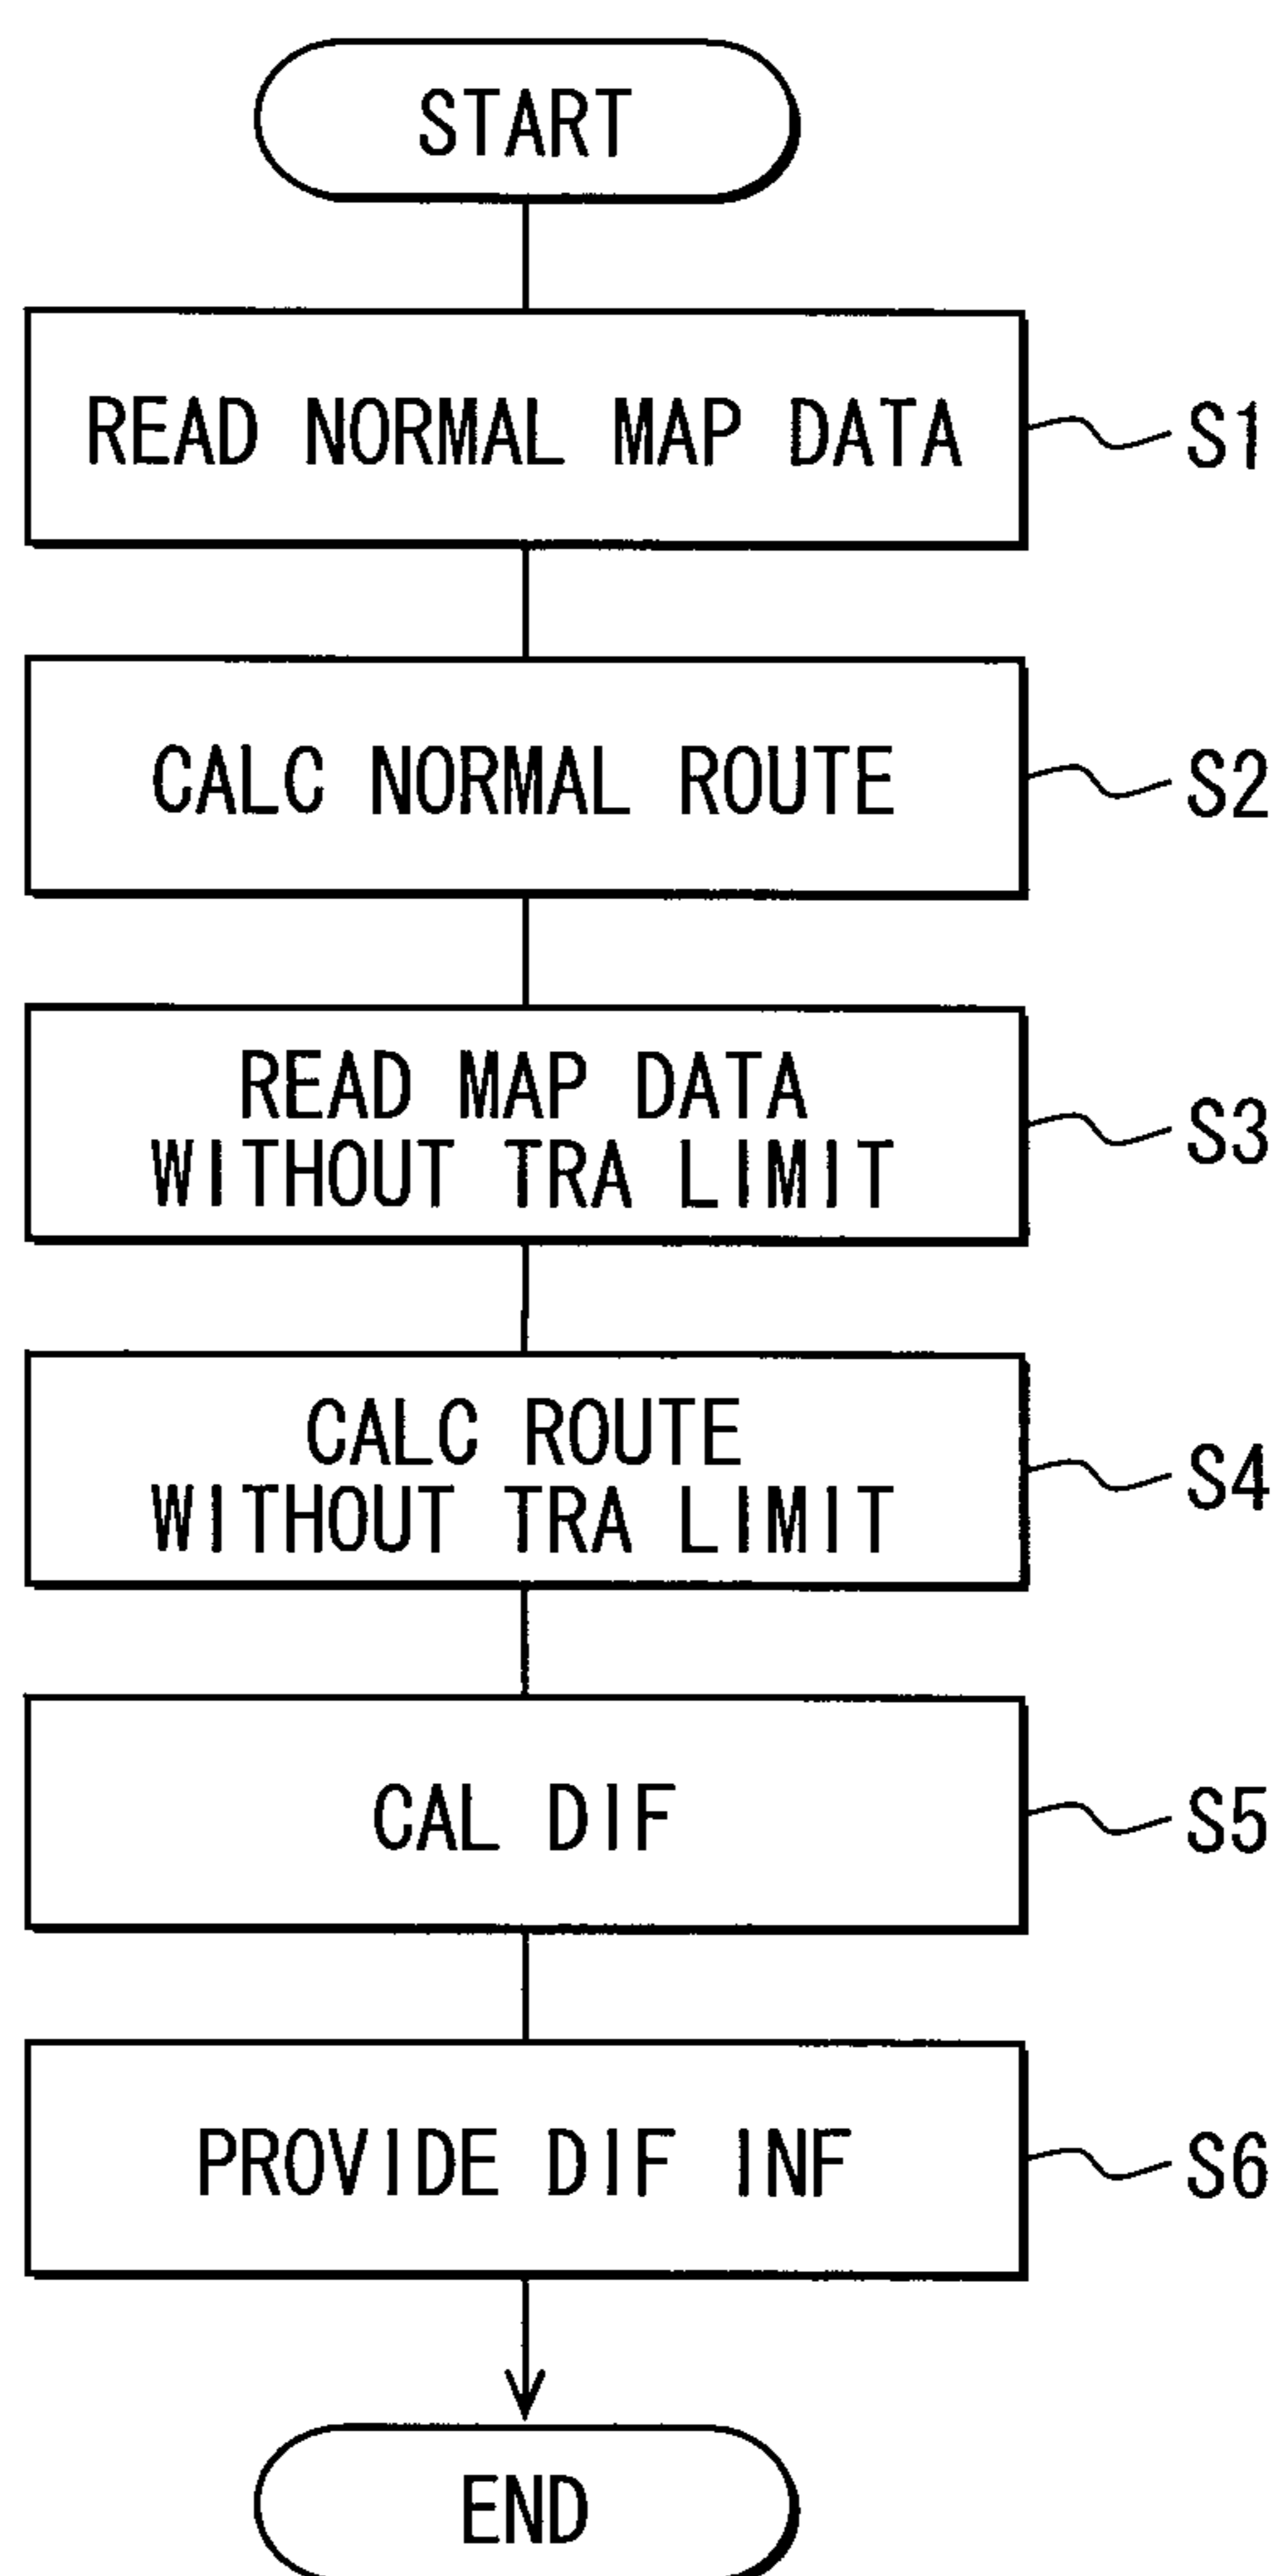 START
READ NORMAL MAP DATA
S1
CALC NORMAL ROUTE
S2
READ MAP DATA
WITHOUT TRA LIMIT
S3
CALC ROUTE
WITHOUT TRA LIMIT
S4
CAL DIF
S5
PROVIDE DIF INF
S6
END